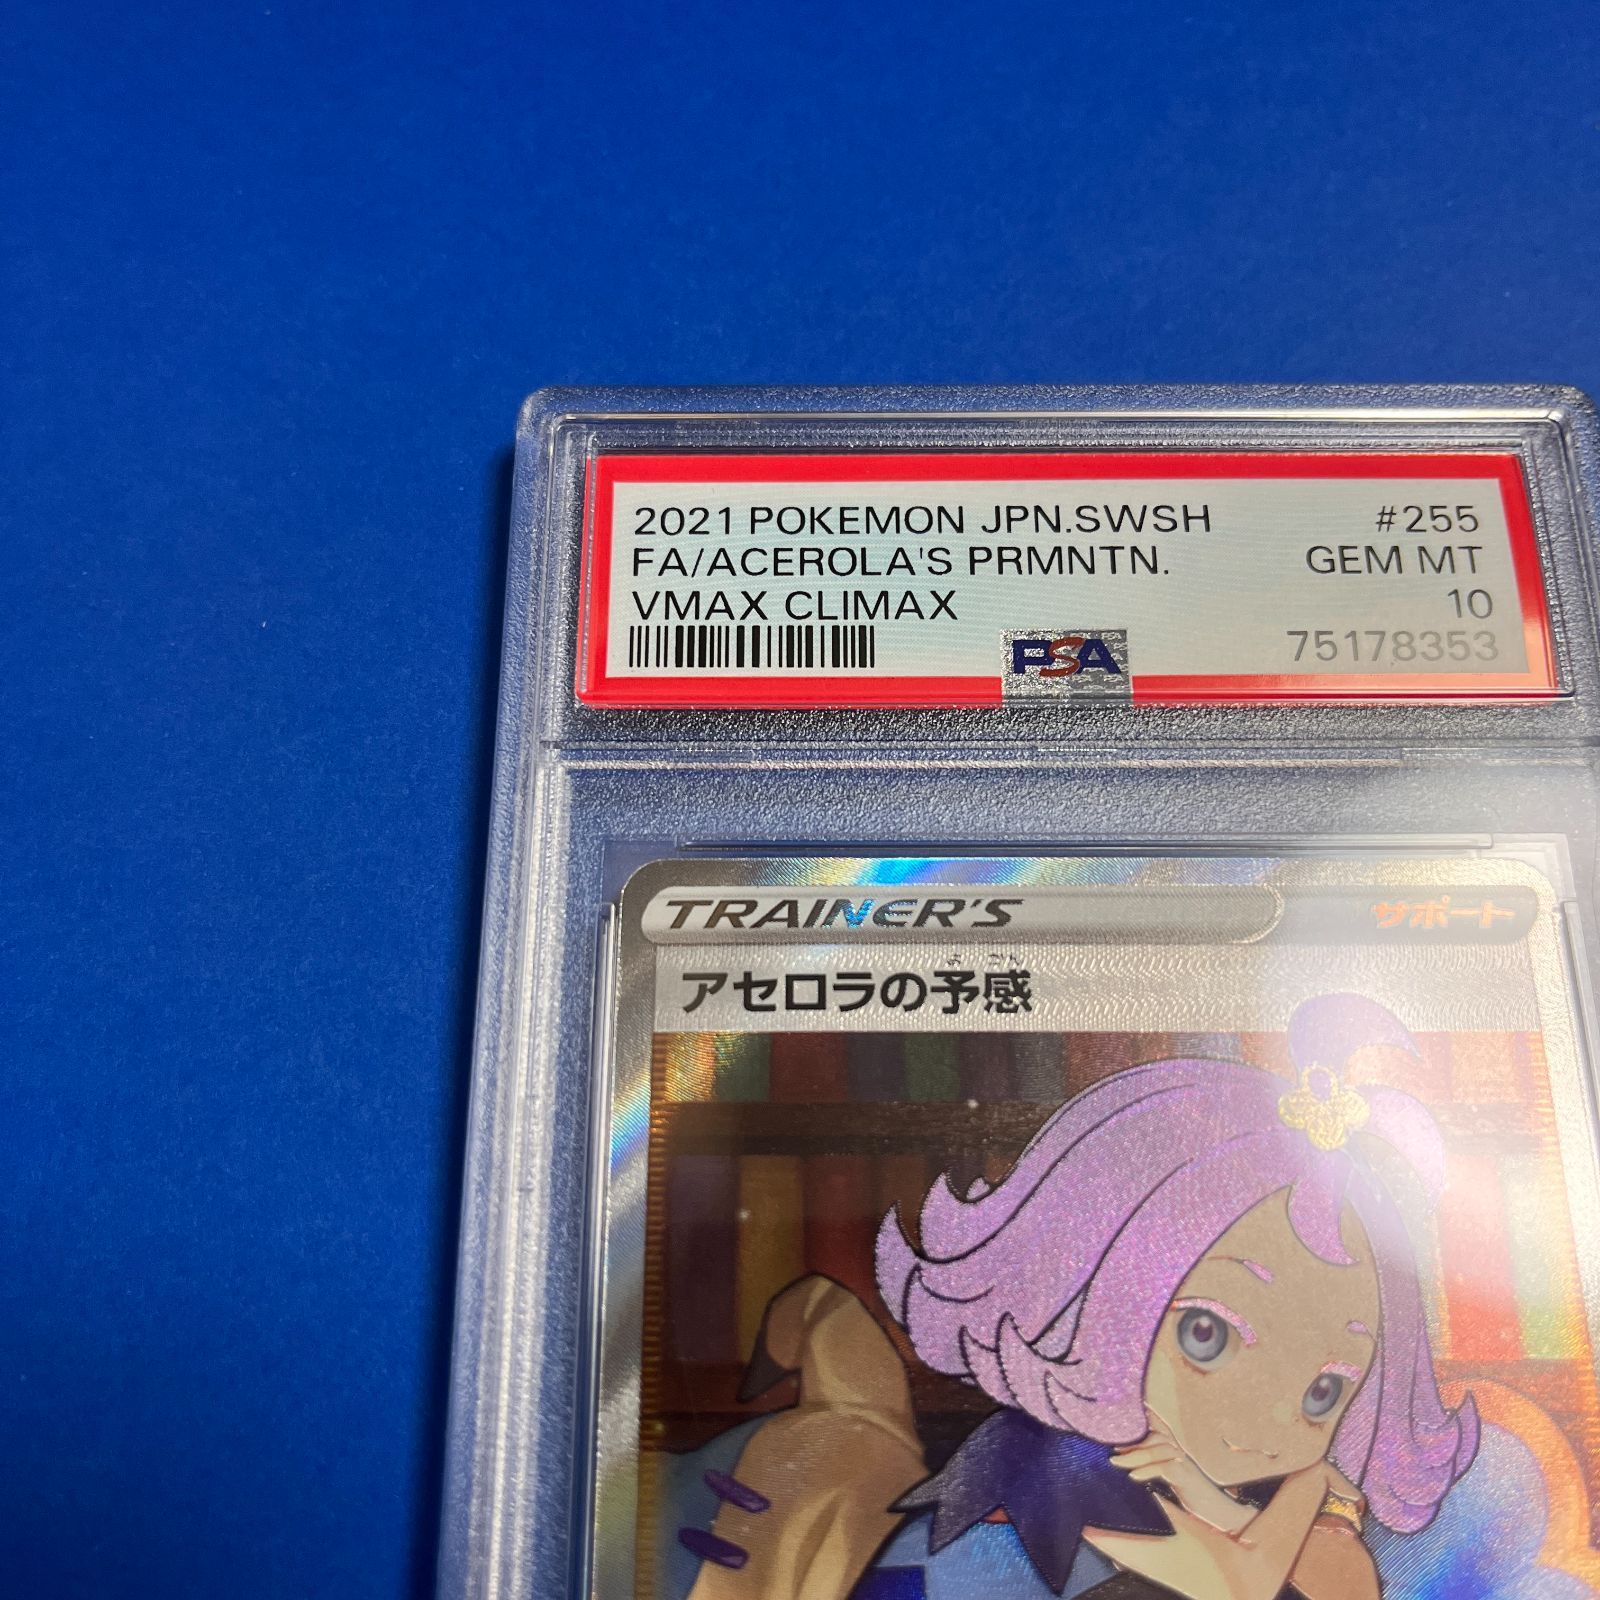 2021 POKEMON JPN.SWSH #255
FA/ACEROLA'S PRMNTN. GEM MT
VMAX CLIMAX 10
PSA 75178353
TRAINER'S サポート
よ かん
アセロラの予感